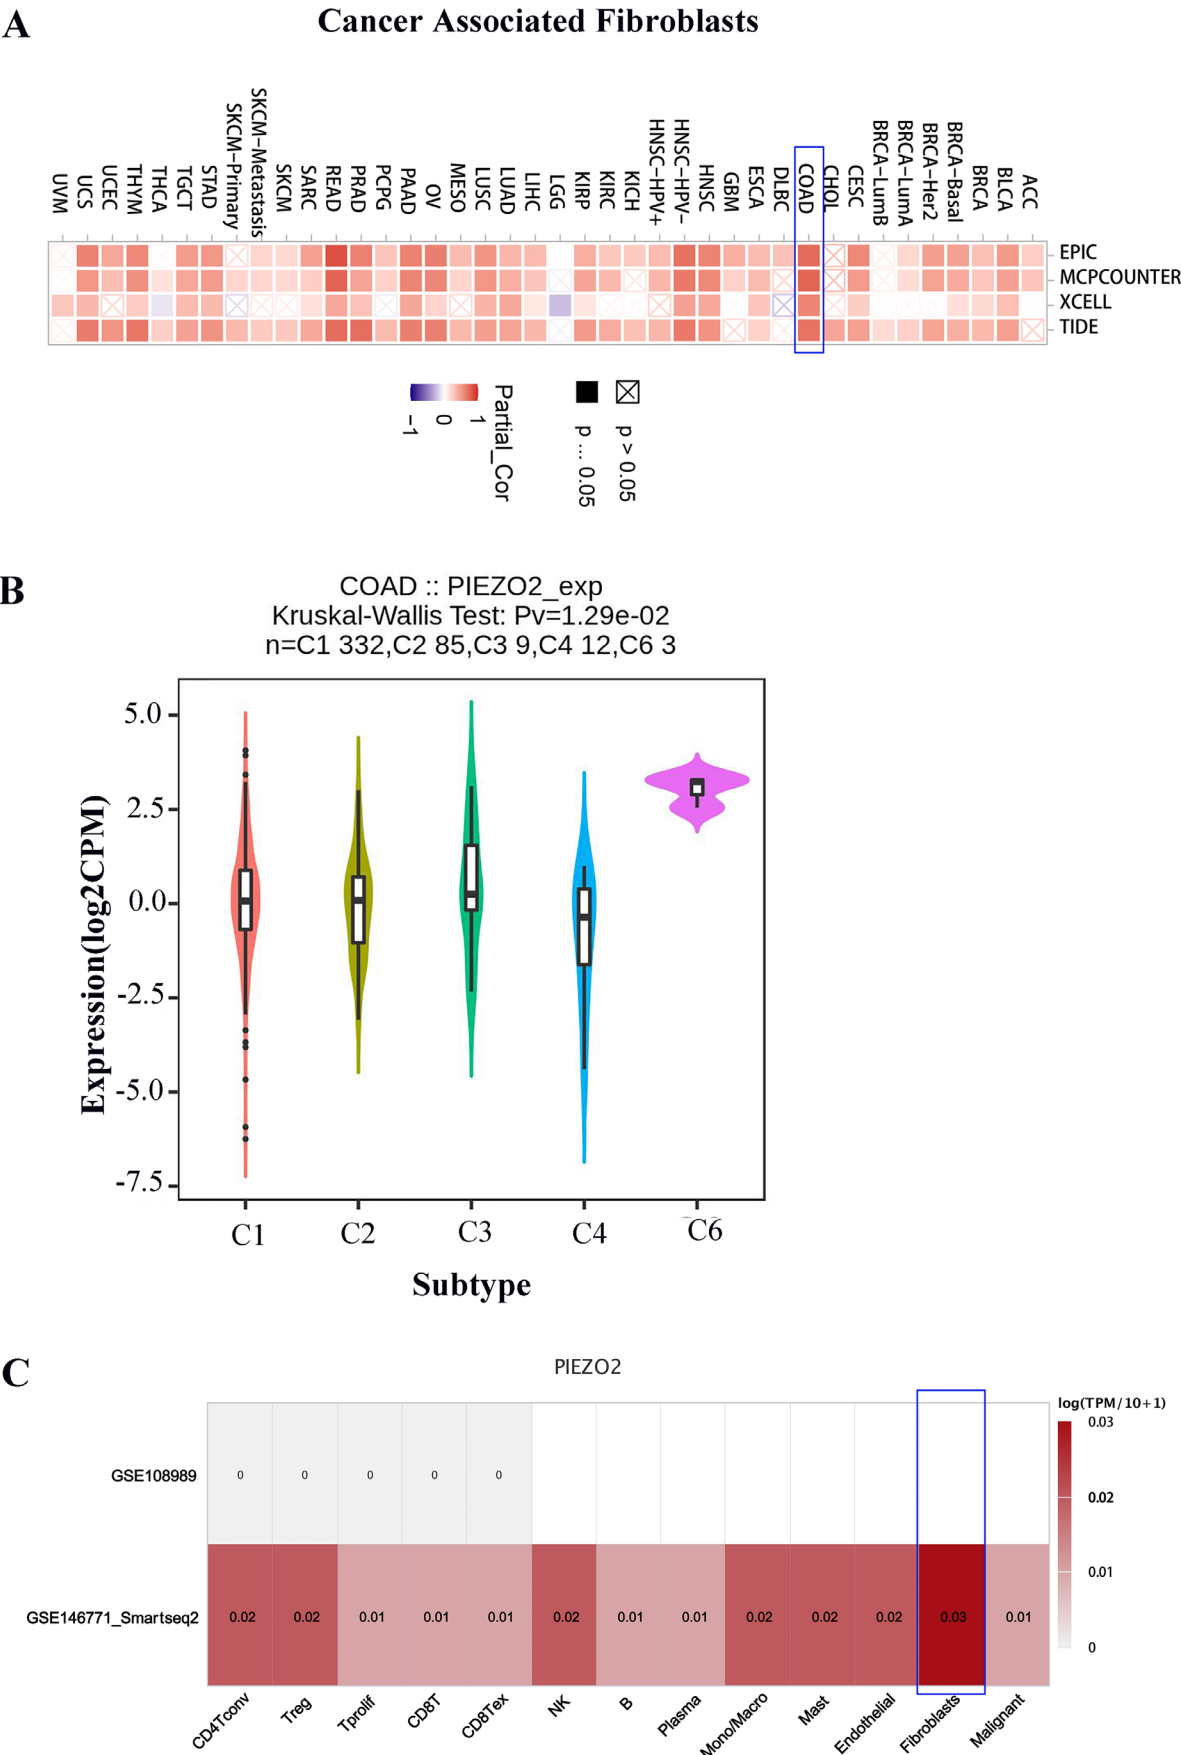 A
Cancer Associated Fibroblasts
UVM
UCS
UCEC
THYM
THCA
TGCT
STAD
SKCM-Primary
SKCM-Metastasis
SKCM
SARC
READ
PRAD
PCPG
PAAD
OV
MESO
LUSC
LUAD
LIHC
LGG
KIRP
KIRC
KICH
HNSC-HPV+
HNSC-HPV-
HNSC
GBM
ESCA
DLBC
COAD
CHOL
CESC
BRCA-LumB
BRCA-LumA
BRCA-Her2
BRCA-Basal
BRCA
BLCA
ACC
EPIC
MCPCOUNTER
XCELL
TIDE
Partial_Cor
-1 0 1
p ... 0.05
p > 0.05
B
COAD :: PIEZO2_exp
Kruskal-Wallis Test: Pv=1.29e-02
n=C1 332,C2 85,C3 9,C4 12,C6 3
Expression(log2CPM)
5.0
2.5
0.0
-2.5
-5.0
-7.5
C1 C2 C3 C4 C6
Subtype
C
PIEZO2
log(TPM/10+1)
0.03
0.02
0.01
0
GSE108989 0 0 0 0 0
GSE146771_Smartseq2 0.02 0.02 0.01 0.01 0.01 0.02 0.01 0.01 0.02 0.02 0.02 0.03 0.01
CD4Tconv
Treg
Tprolif
CD8T
CD8Tex
NK
B
Plasma
Mono/Macro
Mast
Endothelial
Fibroblasts
Malignant